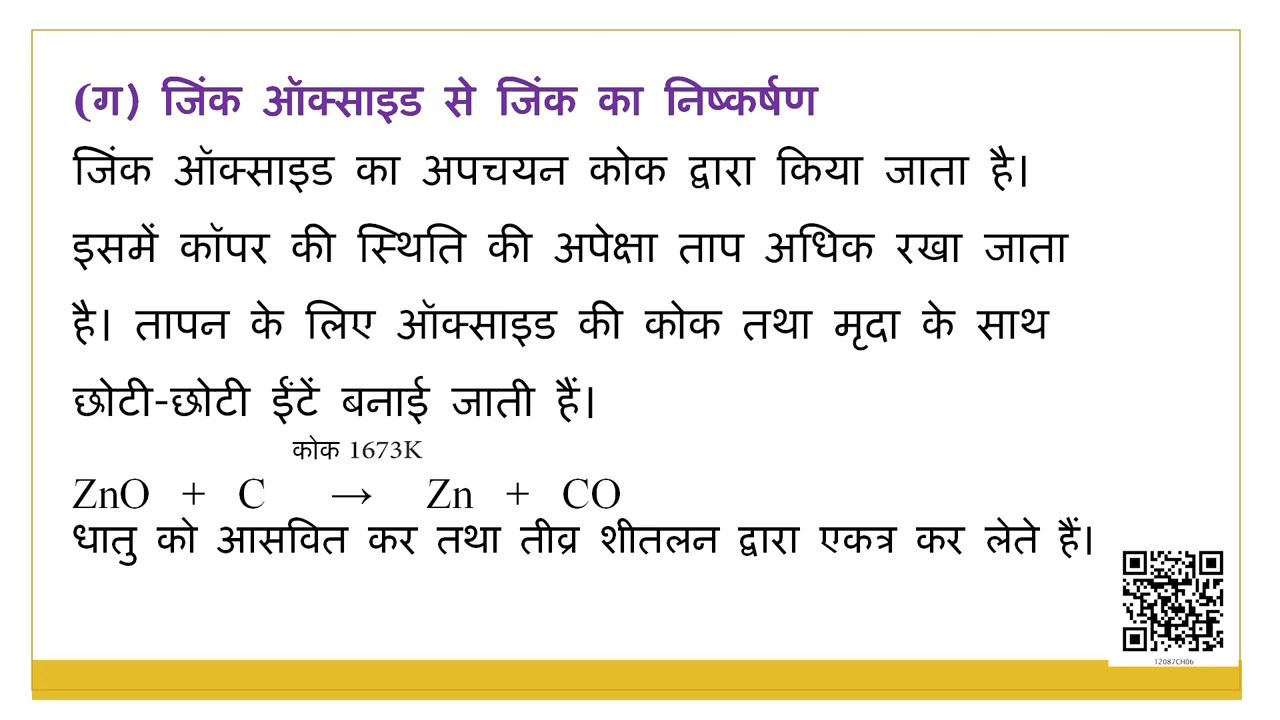 (ग) जिंक ऑक्साइड से जिंक का निष्कर्षण
जिंक ऑक्साइड का अपचयन कोक द्वारा किया जाता है।
इसमें कॉपर की स्थिति की अपेक्षा ताप अधिक रखा जाता
है। तापन के लिए ऑक्साइड की कोक तथा मृदा के साथ
छोटी-छोटी ईंटें बनाई जाती हैं।
कोक 1673K
ZnO + C → Zn + CO
धातु को आसवित कर तथा तीव्र शीतलन द्वारा एकत्र कर लेते हैं।
12087CH06